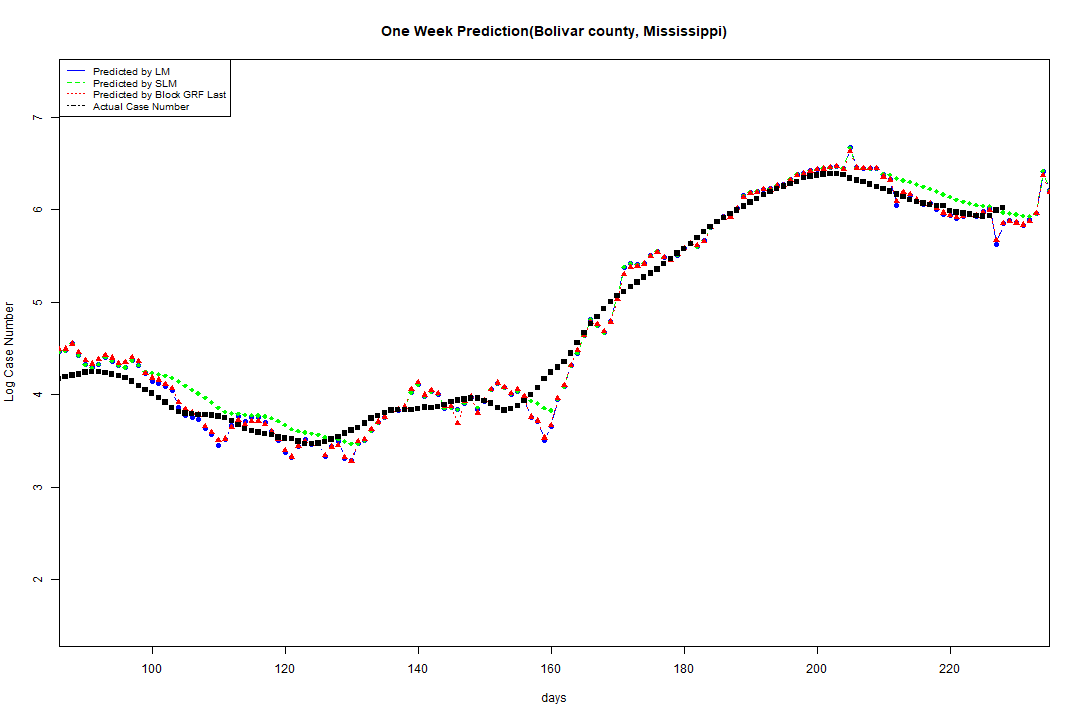 One Week Prediction(Bolivar county, Mississippi)
Predicted by LM
Predicted by SLM
Predicted by Block GRF Last
Actual Case Number
7
6
5
4
3
2
Log Case Number
100 120 140 160 180 200 220
days